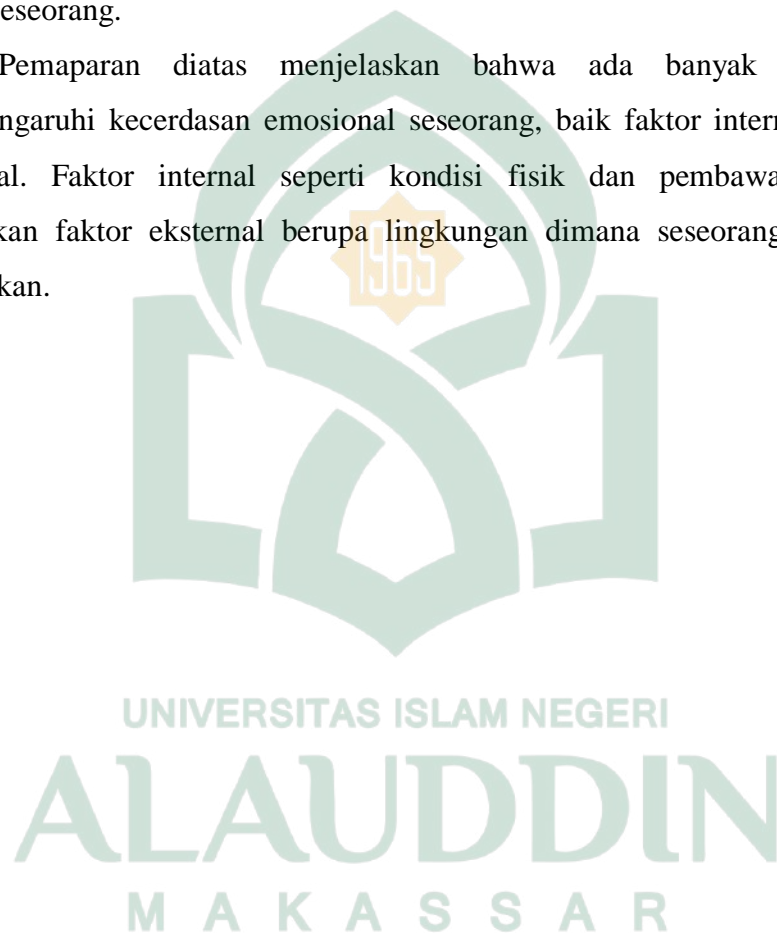 eseorang.
Pemaparan diatas menjelaskan bahwa ada banyak
ngaruhi kecerdasan emosional seseorang, baik faktor intern
al. Faktor internal seperti kondisi fisik dan pembawa
kan faktor eksternal berupa lingkungan dimana seseorang
kan.
1965
UNIVERSITAS ISLAM NEGERI
ALAUDDIN
MAKASSAR